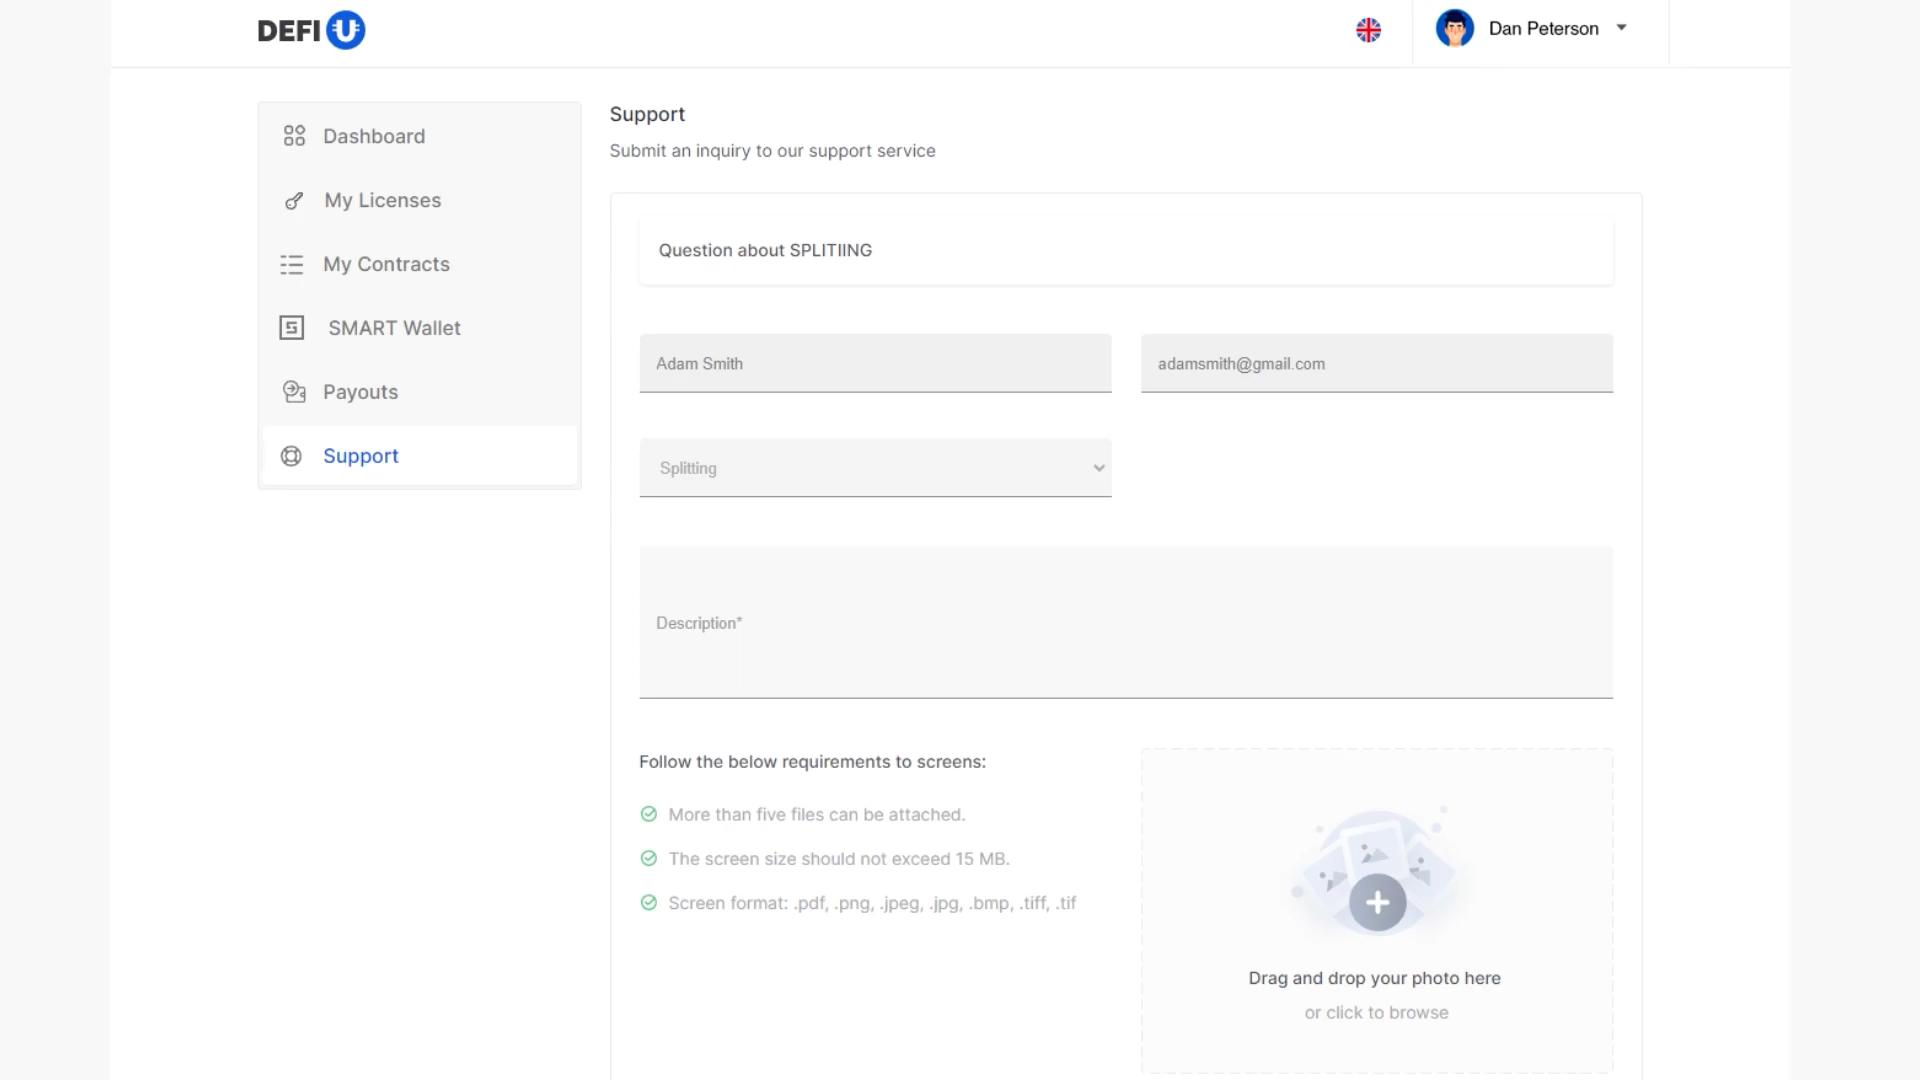 DEFI U
Dan Peterson
Dashboard
My Licenses
My Contracts
SMART Wallet
Payouts
Support
Support
Submit an inquiry to our support service
Question about SPLITIING
Adam Smith
adamsmith@gmail.com
Splitting
Description*
Follow the below requirements to screens:
More than five files can be attached.
The screen size should not exceed 15 MB.
Screen format: .pdf, .png, .jpeg, .jpg, .bmp, .tiff, .tif
Drag and drop your photo here
or click to browse